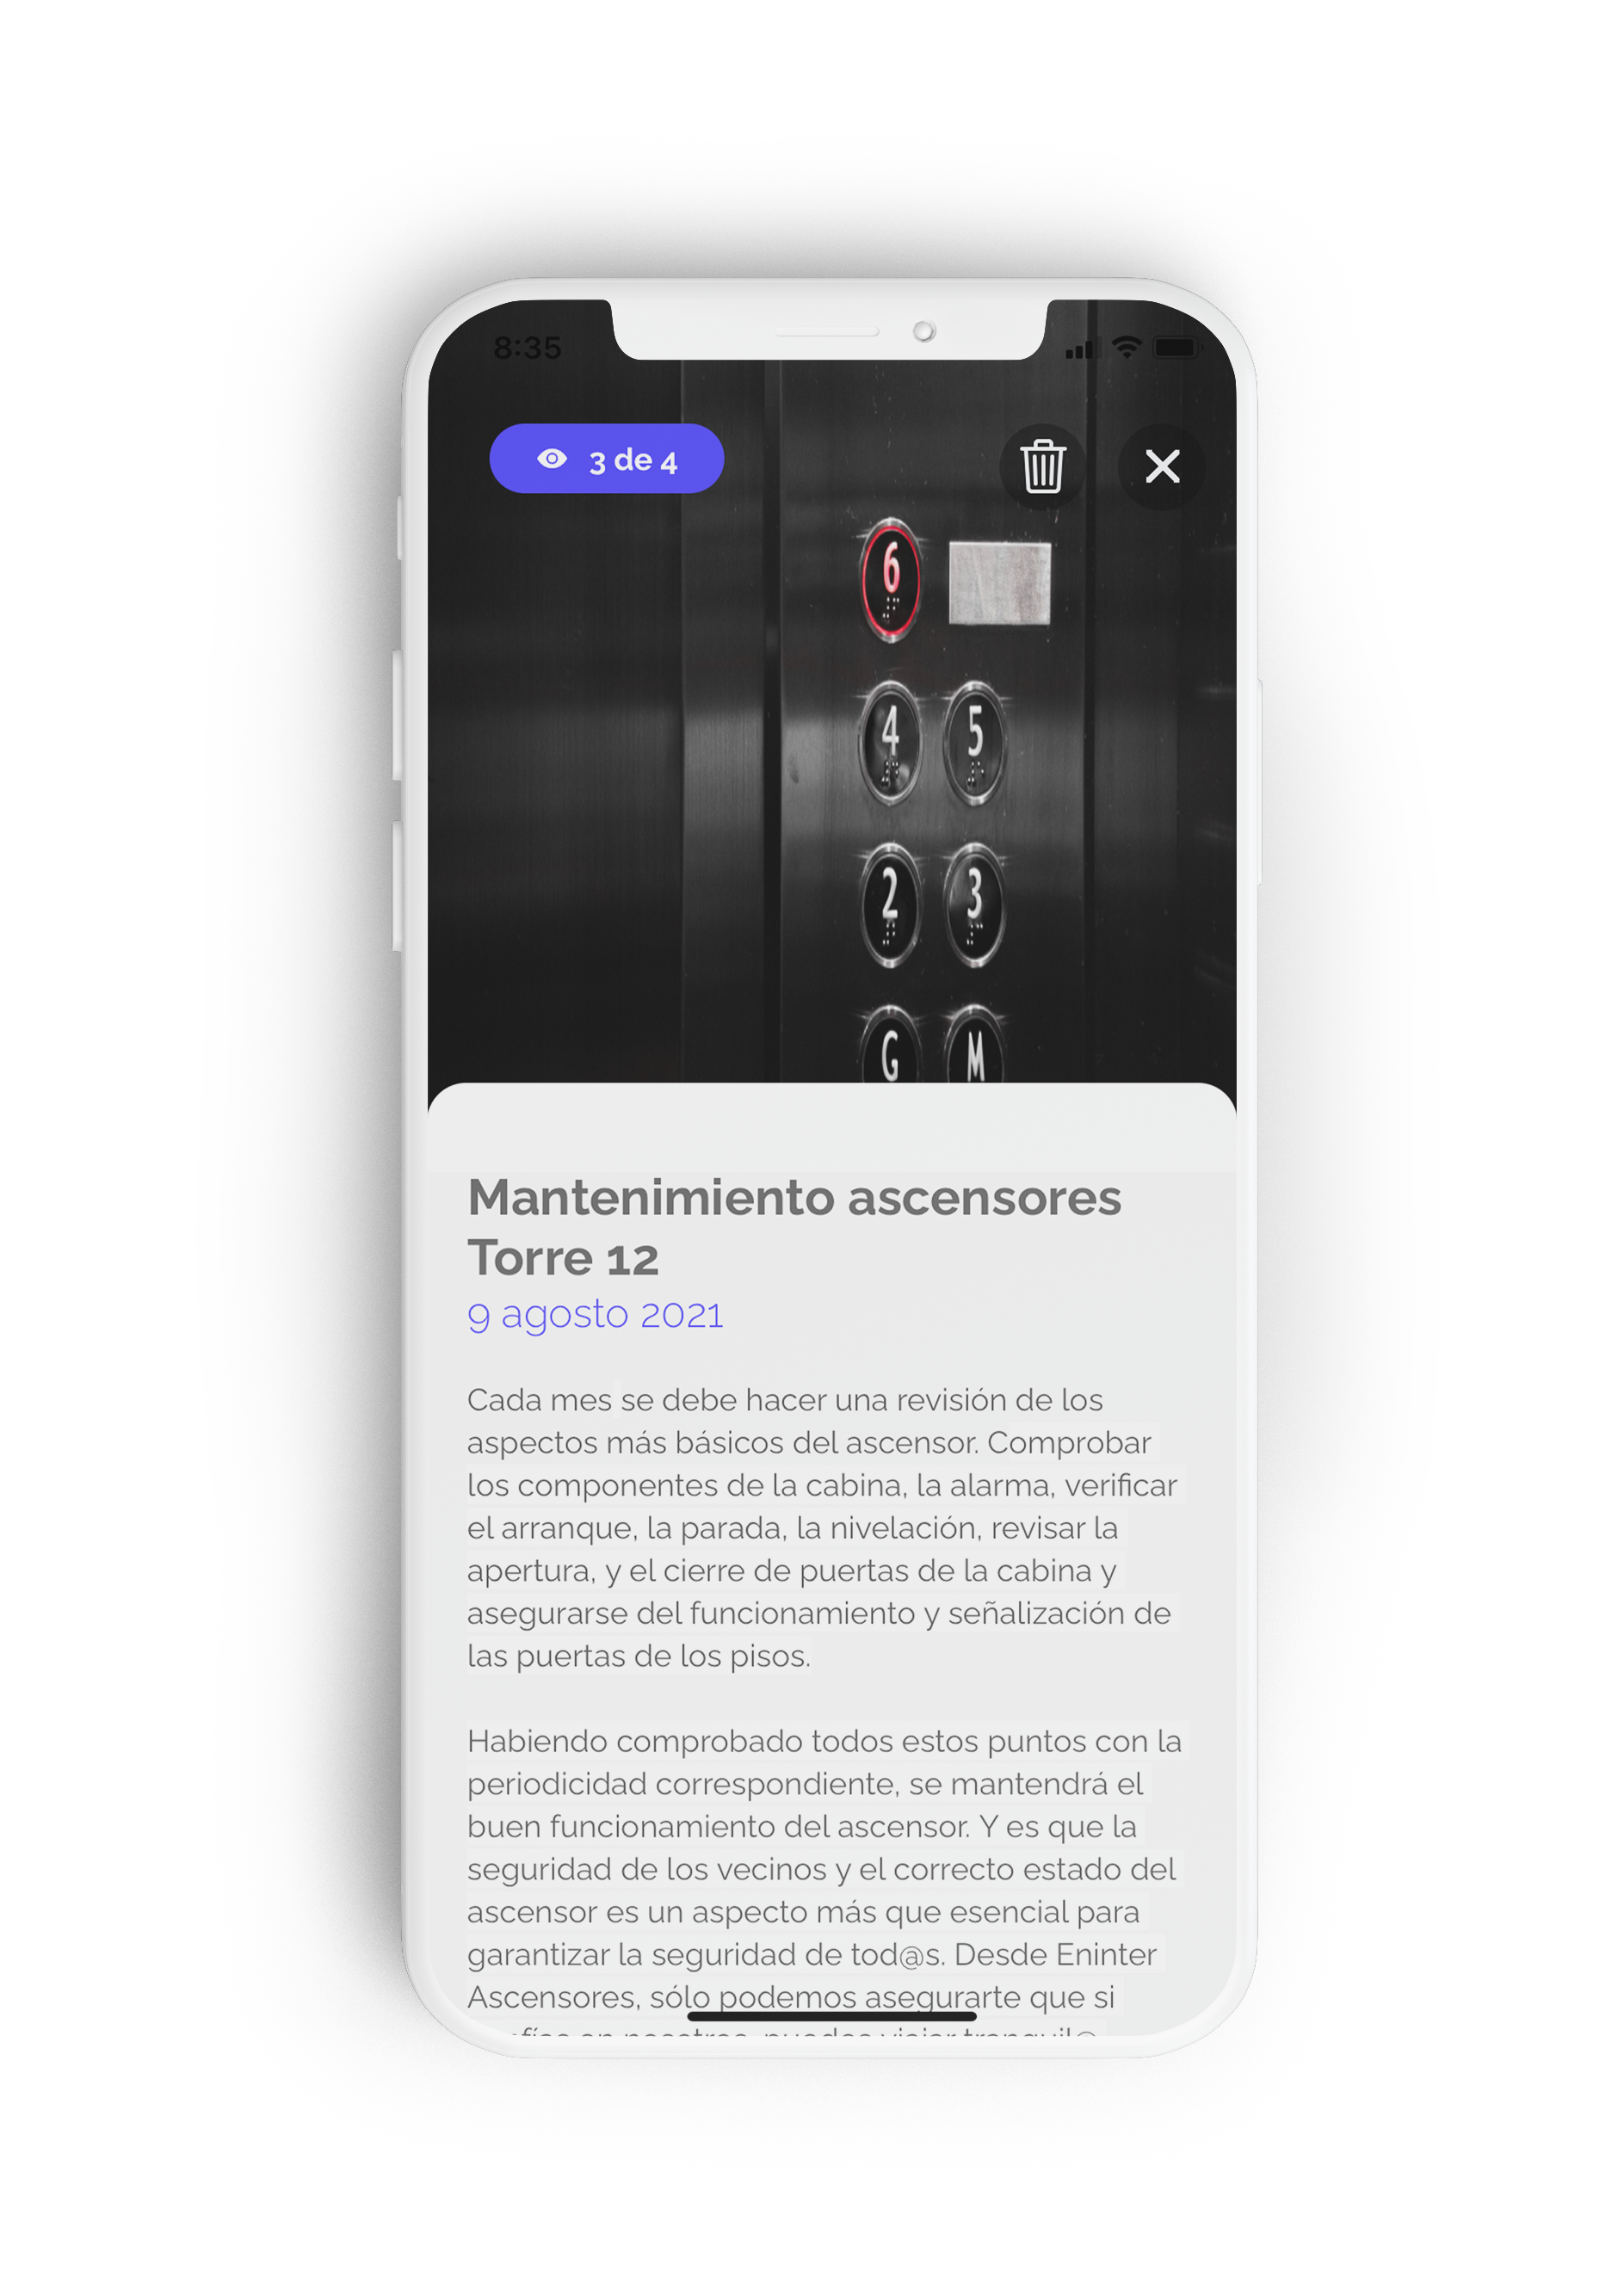 8:35
3 de 4
6
4 5
2 3
G M
Mantenimiento ascensores
Torre 12
9 agosto 2021
Cada mes se debe hacer una revisión de los
aspectos más básicos del ascensor. Comprobar
los componentes de la cabina, la alarma, verificar
el arranque, la parada, la nivelación, revisar la
apertura, y el cierre de puertas de la cabina y
asegurarse del funcionamiento y señalización de
las puertas de los pisos.
Habiendo comprobado todos estos puntos con la
periodicidad correspondiente, se mantendrá el
buen funcionamiento del ascensor. Y es que la
seguridad de los vecinos y el correcto estado del
ascensor es un aspecto más que esencial para
garantizar la seguridad de tod@s. Desde Eninter
Ascensores, sólo podemos asegurarte que si
en nosotros, puedes viajar